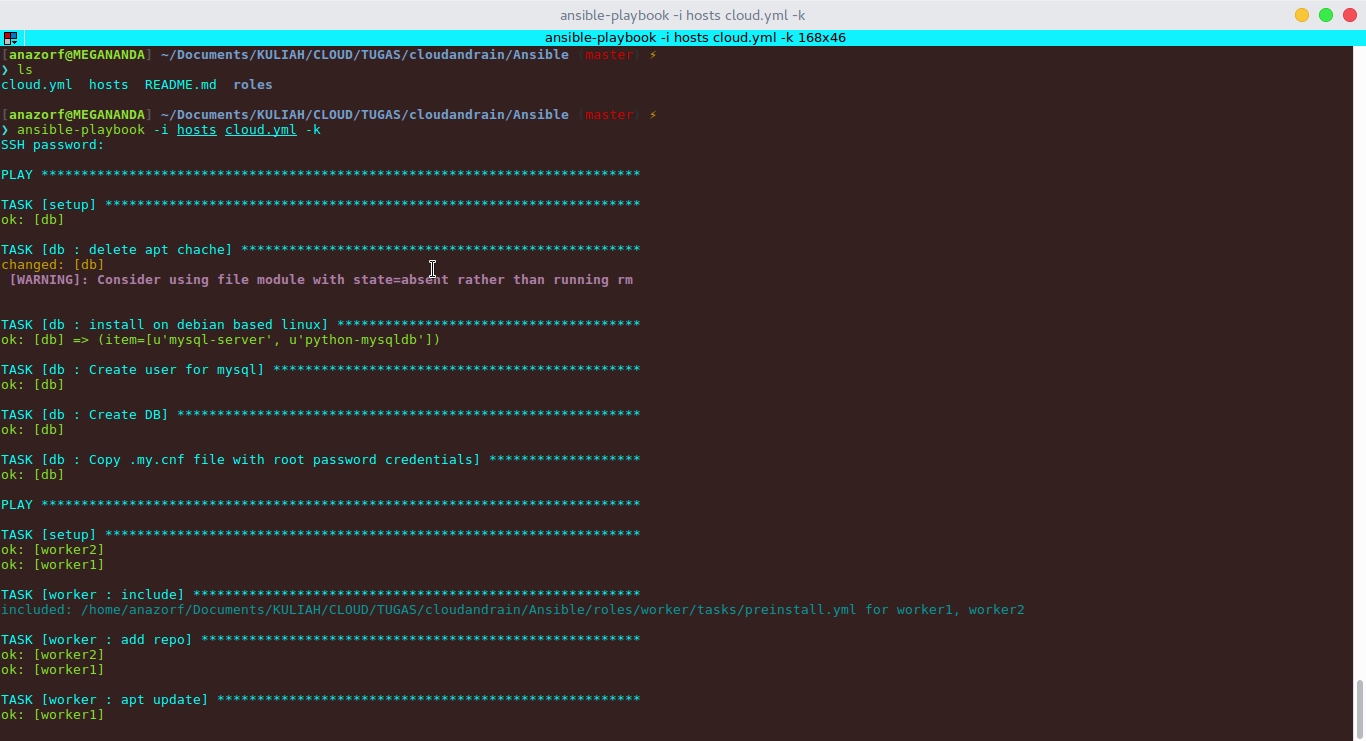 ansible-playbook -i hosts cloud.yml -k
ansible-playbook -i hosts cloud.yml -k 168x46
[anazorf@MEGANANDA] ~/Documents/KULIAH/CLOUD/TUGAS/cloudandrain/Ansible (master) ⚡
❯ ls
cloud.yml hosts README.md roles
[anazorf@MEGANANDA] ~/Documents/KULIAH/CLOUD/TUGAS/cloudandrain/Ansible (master) ⚡
❯ ansible-playbook -i hosts cloud.yml -k
SSH password:
PLAY ***************************************************************************
TASK [setup] *******************************************************************
ok: [db]
TASK [db : delete apt chache] **************************************************
changed: [db]
[WARNING]: Consider using file module with state=absent rather than running rm
TASK [db : install on debian based linux] **************************************
ok: [db] => (item=[u'mysql-server', u'python-mysqldb'])
TASK [db : Create user for mysql] **********************************************
ok: [db]
TASK [db : Create DB] **********************************************************
ok: [db]
TASK [db : Copy .my.cnf file with root password credentials] *******************
ok: [db]
PLAY ***************************************************************************
TASK [setup] *******************************************************************
ok: [worker2]
ok: [worker1]
TASK [worker : include] ********************************************************
included: /home/anazorf/Documents/KULIAH/CLOUD/TUGAS/cloudandrain/Ansible/roles/worker/tasks/preinstall.yml for worker1, worker2
TASK [worker : add repo] *******************************************************
ok: [worker2]
ok: [worker1]
TASK [worker : apt update] *****************************************************
ok: [worker1]